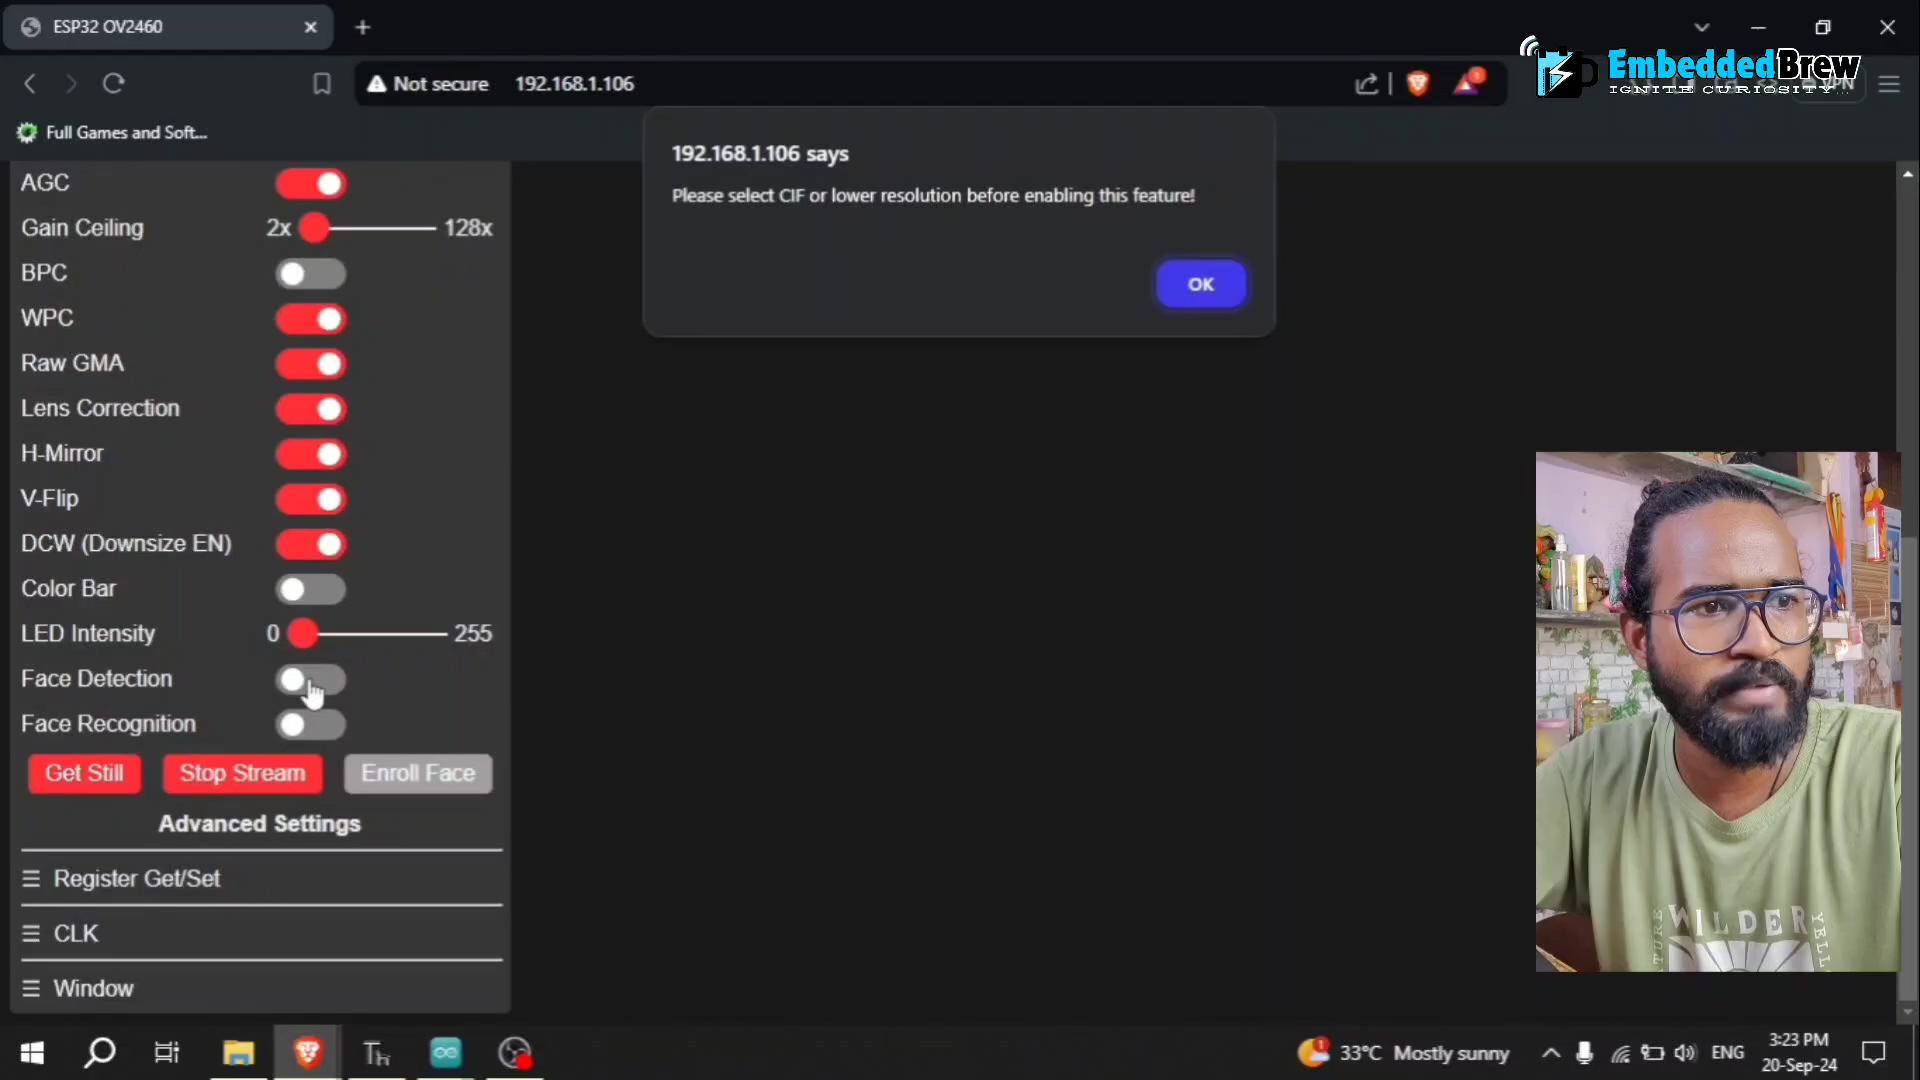 ESP32 OV2460
EmbeddedBrew
IGNITE CURIOSITY...
Not secure 192.168.1.106
VPN
Full Games and Soft...
192.168.1.106 says
Please select CIF or lower resolution before enabling this feature!
OK
AGC
Gain Ceiling 2x 128x
BPC
WPC
Raw GMA
Lens Correction
H-Mirror
V-Flip
DCW (Downsize EN)
Color Bar
LED Intensity 0 255
Face Detection
Face Recognition
Get Still Stop Stream Enroll Face
Advanced Settings
☰ Register Get/Set
☰ CLK
☰ Window
WILDER
33°C Mostly sunny
ENG
3:23 PM
20-Sep-24